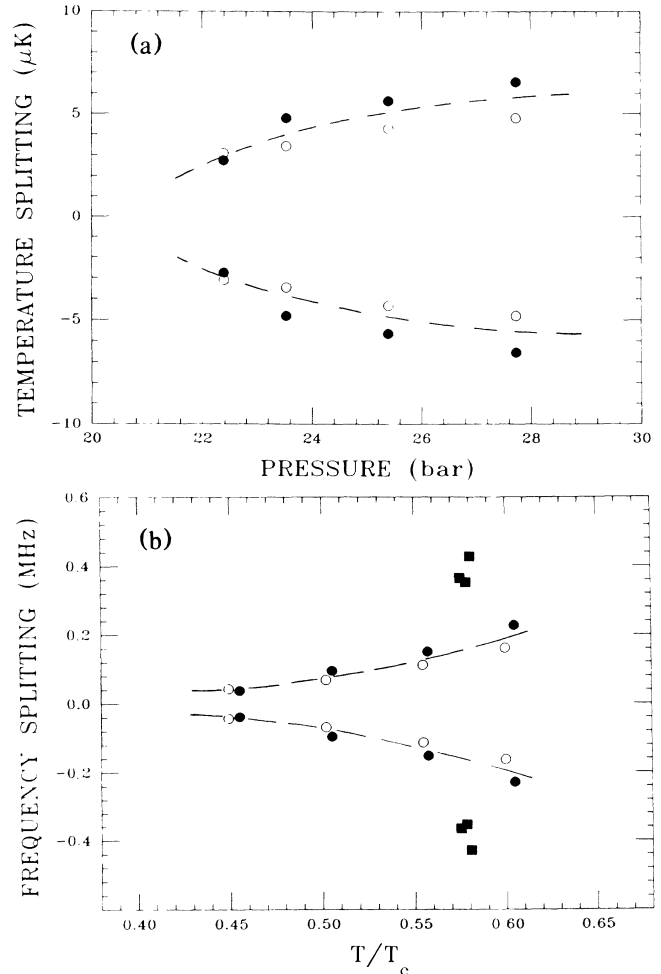 (a)
TEMPERATURE SPLITTING (μK)
10
5
0
-5
-10
20 22 24 26 28 30
PRESSURE (bar)
(b)
FREQUENCY SPLITTING (MHz)
0.6
0.4
0.2
0.0
-0.2
-0.4
0.40 0.45 0.50 0.55 0.60 0.65
T/Tc